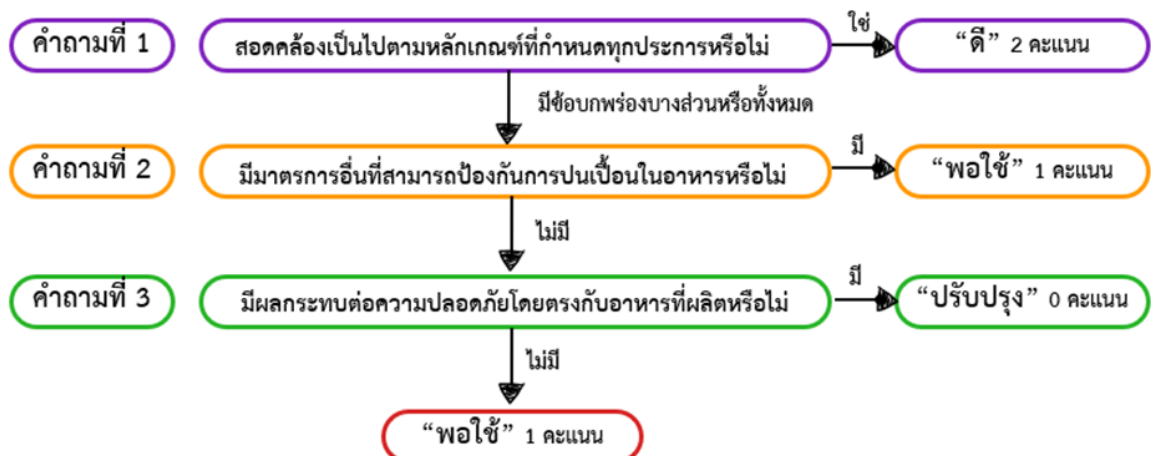 คำถามที่ 1
สอดคล้องเป็นไปตามหลักเกณฑ์ที่กำหนดทุกประการหรือไม่
ใช่
“ดี” 2 คะแนน
มีข้อบกพร่องบางส่วนหรือทั้งหมด
คำถามที่ 2
มีมาตรการอื่นที่สามารถป้องกันการปนเปื้อนในอาหารหรือไม่
มี
“พอใช้” 1 คะแนน
ไม่มี
คำถามที่ 3
มีผลกระทบต่อความปลอดภัยโดยตรงกับอาหารที่ผลิตหรือไม่
มี
“ปรับปรุง” 0 คะแนน
ไม่มี
“พอใช้” 1 คะแนน